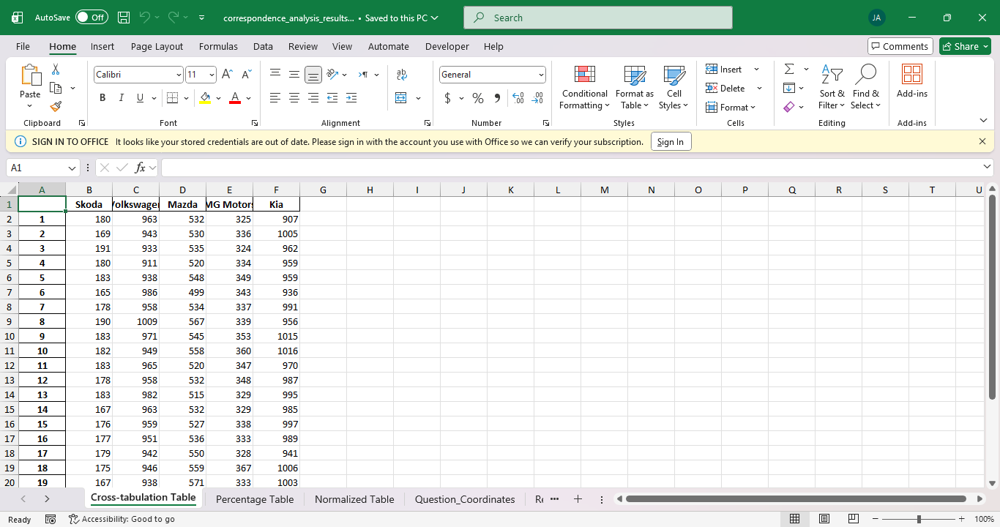 AutoSave Off correspondence_analysis_results... • Saved to this PC Search JA
File Home Insert Page Layout Formulas Data Review View Automate Developer Help Comments Share
Paste Calibri 11 General Conditional Formatting Format as Table Cell Styles Insert Delete Format Sort & Filter Find & Select Add-ins
Clipboard Font Alignment Number Styles Cells Editing Add-ins
SIGN IN TO OFFICE It looks like your stored credentials are out of date. Please sign in with the account you use with Office so we can verify your subscription. Sign In
A1 fx
A B C D E F G H I J K L M N O P Q R S T U
1 Skoda Volkswagen Mazda MG Motors Kia
2 1 180 963 532 325 907
3 2 169 943 530 336 1005
4 3 191 933 535 324 962
5 4 180 911 520 334 959
6 5 183 938 548 349 959
7 6 165 986 499 343 936
8 7 178 958 534 337 991
9 8 190 1009 567 339 956
10 9 183 971 545 353 1015
11 10 182 949 558 360 1016
12 11 183 965 520 347 970
13 12 178 958 532 348 987
14 13 183 982 515 329 995
15 14 167 963 532 329 985
16 15 176 959 527 338 997
17 16 177 951 536 333 989
18 17 179 942 550 328 941
19 18 175 946 559 367 1006
20 19 167 938 571 333 1003
Cross-tabulation Table Percentage Table Normalized Table Question_Coordinates Re ...
Ready Accessibility: Good to go 100%